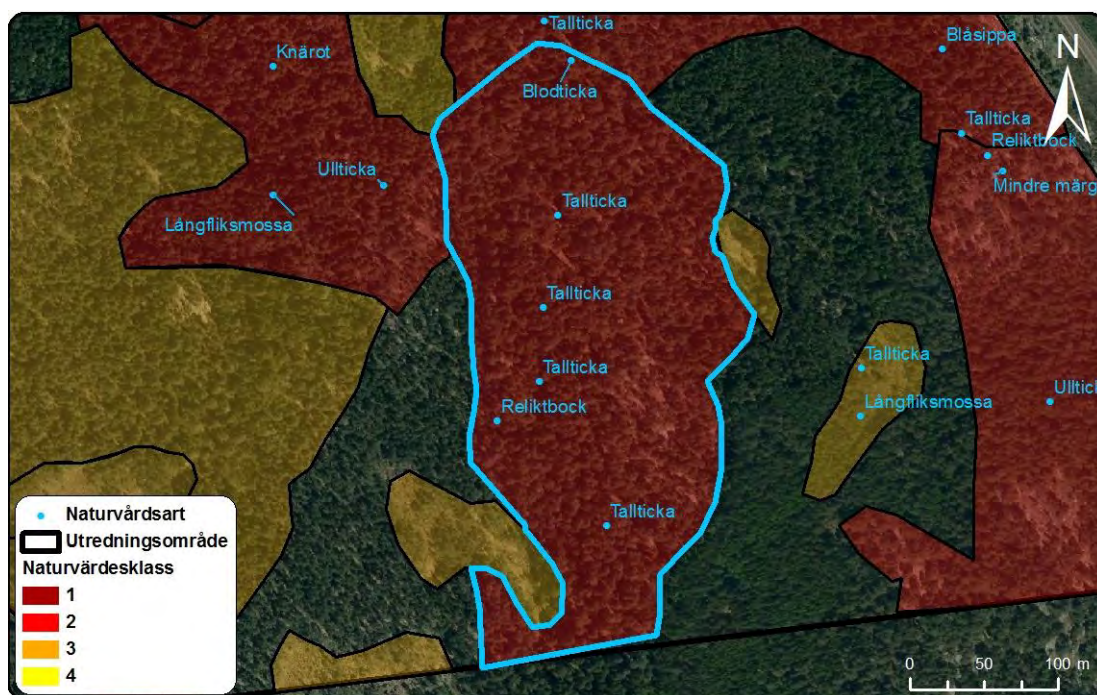 Tallticka
Knärot
Blåsippa
N
Blodticka
Tallticka
Reliktbock
Mindre märg
Ullticka
Långfliksmossa
Tallticka
Tallticka
Tallticka
Tallticka
Reliktbock
Långfliksmossa
Ulltick
Tallticka
Naturvårdsart
Utredningsområde
Naturvärdesklass
1
2
3
4
0 50 100 m